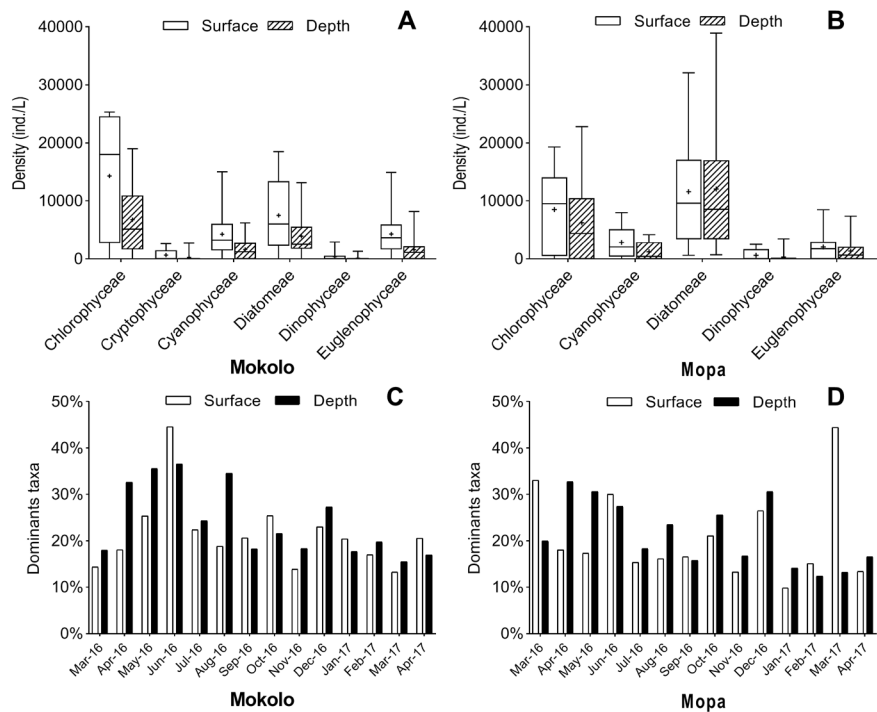 Surface Depth A
Density (ind./L)
40000
30000
20000
10000
0
Chlorophyceae
Cryptophyceae
Cyanophyceae
Diatomeae
Dinophyceae
Euglenophyceae
Mokolo
Surface Depth B
Density (ind./L)
40000
30000
20000
10000
0
Chlorophyceae
Cyanophyceae
Diatomeae
Dinophyceae
Euglenophyceae
Mopa
Surface Depth C
Dominants taxa
50%
40%
30%
20%
10%
0%
Mar-16
Apr-16
May-16
Jun-16
Jul-16
Aug-16
Sep-16
Oct-16
Nov-16
Dec-16
Jan-17
Feb-17
Mar-17
Apr-17
Mokolo
Surface Depth D
Dominants taxa
50%
40%
30%
20%
10%
0%
Mar-16
Apr-16
May-16
Jun-16
Jul-16
Aug-16
Sep-16
Oct-16
Nov-16
Dec-16
Jan-17
Feb-17
Mar-17
Apr-17
Mopa